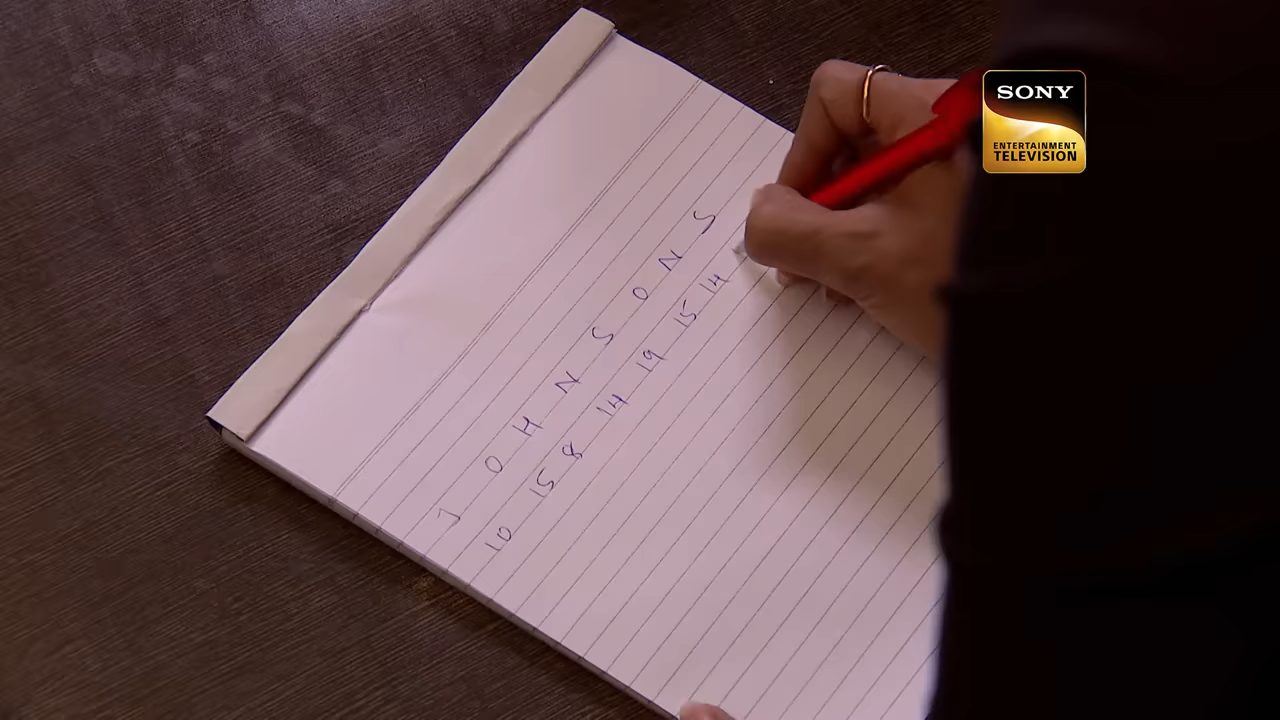 J O H N S O N S
10 15 8 14 19 15 14
SONY
ENTERTAINMENT
TELEVISION